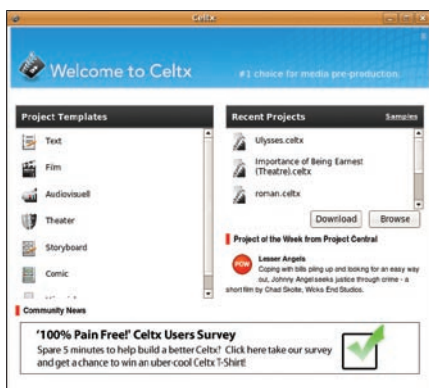 Celtx
Welcome to Celtx
#1 choice for media pre-production.
Project Templates
Text
Film
Audiovisuell
Theater
Storyboard
Comic
Recent Projects
Samples
Ulysses.celtx
Importance of Being Earnest
(Theatre).celtx
roman.celtx
Download
Browse
Project of the Week from Project Central
POW
Lesser Angels
Coping with bills piling up and looking for an easy way
out, Johnny Angel seeks justice through crime - a
short film by Chad Skolte, Wicks End Studios.
Community News
'100% Pain Free!' Celtx Users Survey
Spare 5 minutes to help build a better Celtx! Click here take our survey
and get a chance to win an uber-cool Celtx T-Shirt!